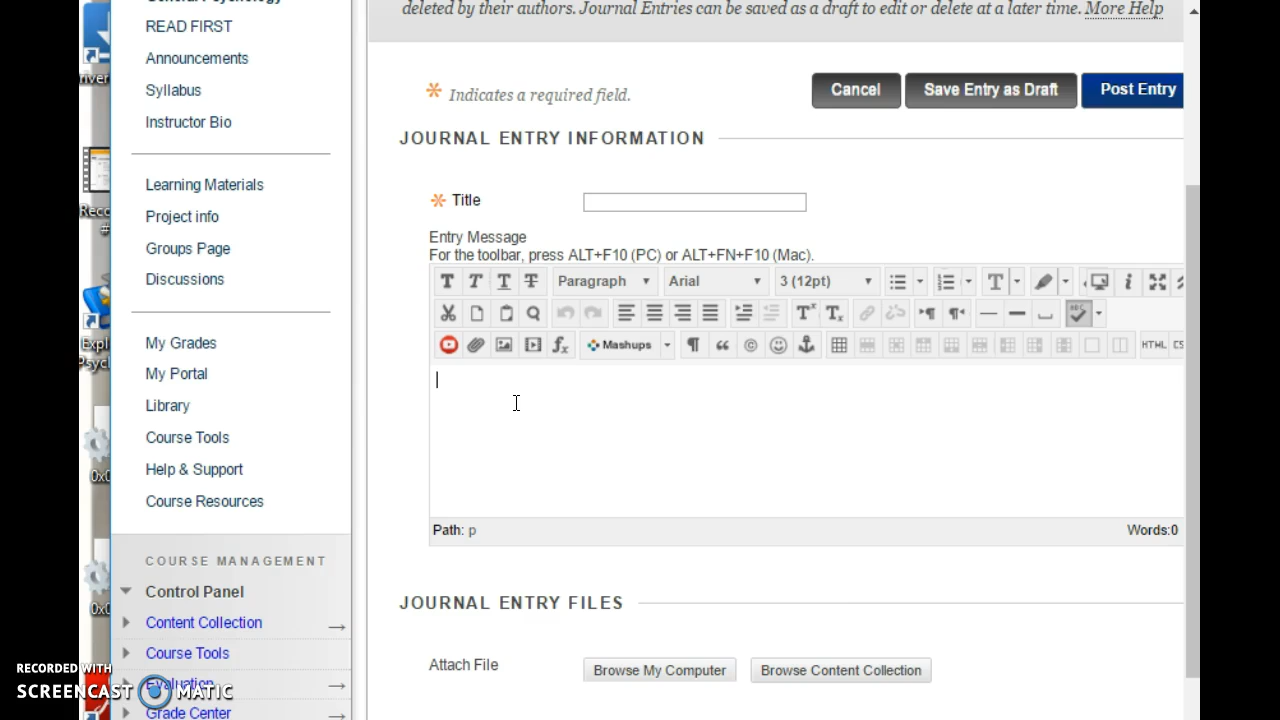 General Psychology
READ FIRST
Announcements
Syllabus
Instructor Bio
Learning Materials
Project info
Groups Page
Discussions
My Grades
My Portal
Library
Course Tools
Help & Support
Course Resources
COURSE MANAGEMENT
Control Panel
Content Collection
Course Tools
Evaluation
Grade Center
deleted by their authors. Journal Entries can be saved as a draft to edit or delete at a later time. More Help
Indicates a required field.
Cancel
Save Entry as Draft
Post Entry
JOURNAL ENTRY INFORMATION
Title
Entry Message
For the toolbar, press ALT+F10 (PC) or ALT+FN+F10 (Mac).
T T T T Paragraph Arial 3 (12pt)
Mashups HTML CS
Path: p
Words:0
JOURNAL ENTRY FILES
Attach File
Browse My Computer
Browse Content Collection
RECORDED WITH
SCREENCAST MATIC